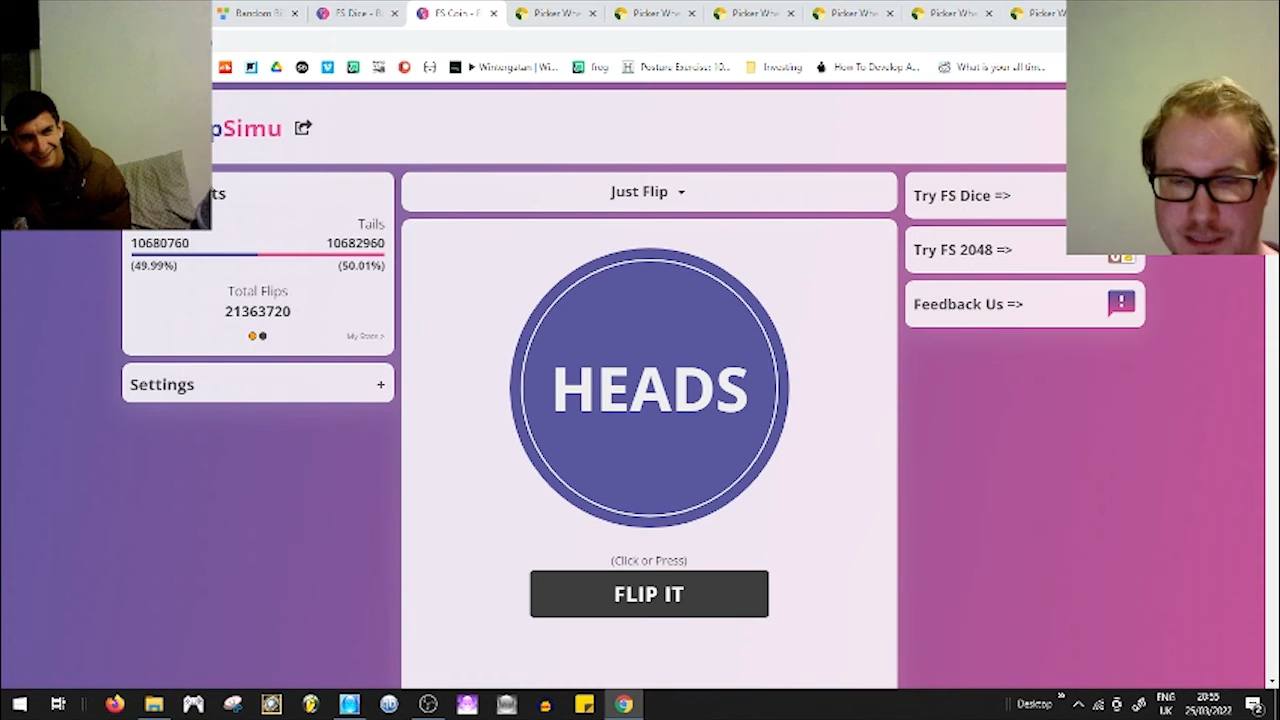 FS Dice - 
FS Coin - F
Picker Whe
Picker Whe
Picker Whe
Picker Whe
Picker Whe
Picker W
Wintergatan | Wi...
frog
Posture Exercise: 10...
Investing
How To Develop A...
What is your all tim...
pSimu
Just Flip
Try FS Dice =>
ts
Tails
10680760
10682960
(49.99%)
(50.01%)
Try FS 2048 =>
Total Flips
21363720
Feedback Us =>
My Stats >
Settings
+
HEADS
(Click or Press)
FLIP IT
Desktop
ENG
UK
20:55
25/03/2022
2